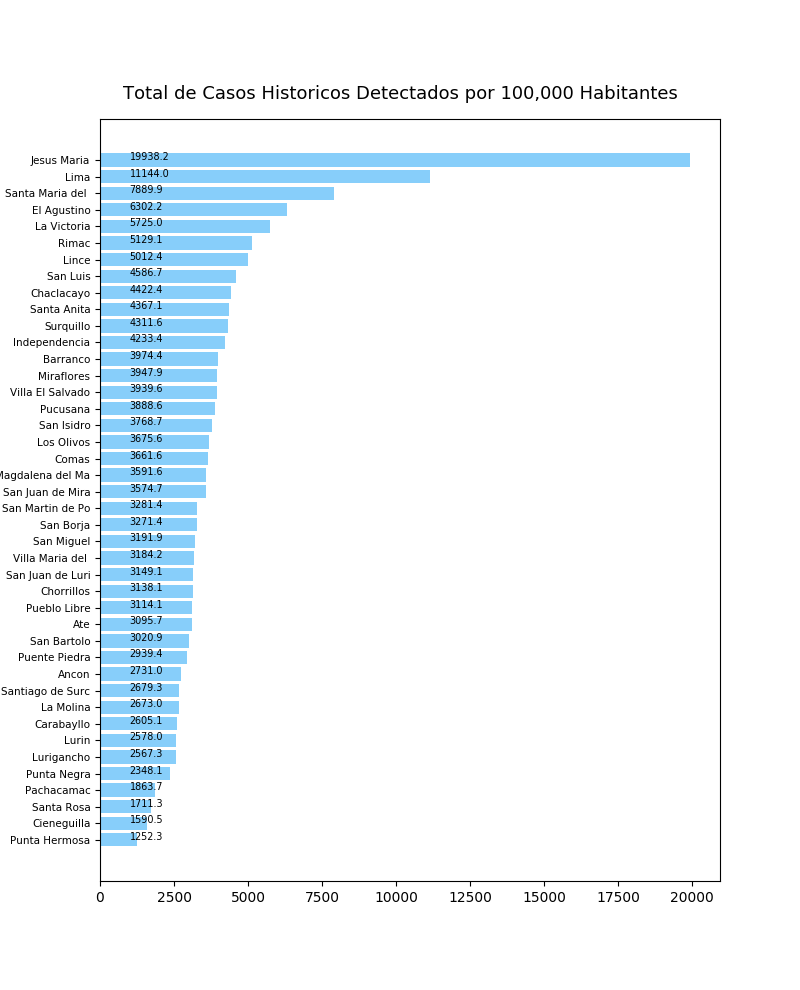 Total de Casos Historicos Detectados por 100,000 Habitantes
Jesus Maria 19938.2
Lima 11144.0
Santa Maria del 7889.9
El Agustino 6302.2
La Victoria 5725.0
Rimac 5129.1
Lince 5012.4
San Luis 4586.7
Chaclacayo 4422.4
Santa Anita 4367.1
Surquillo 4311.6
Independencia 4233.4
Barranco 3974.4
Miraflores 3947.9
Villa El Salvado 3939.6
Pucusana 3888.6
San Isidro 3768.7
Los Olivos 3675.6
Comas 3661.6
Magdalena del Ma 3591.6
San Juan de Mira 3574.7
San Martin de Po 3281.4
San Borja 3271.4
San Miguel 3191.9
Villa Maria del 3184.2
San Juan de Luri 3149.1
Chorrillos 3138.1
Pueblo Libre 3114.1
Ate 3095.7
San Bartolo 3020.9
Puente Piedra 2939.4
Ancon 2731.0
Santiago de Surc 2679.3
La Molina 2673.0
Carabayllo 2605.1
Lurin 2578.0
Lurigancho 2567.3
Punta Negra 2348.1
Pachacamac 1863.7
Santa Rosa 1711.3
Cieneguilla 1590.5
Punta Hermosa 1252.3
0 2500 5000 7500 10000 12500 15000 17500 20000